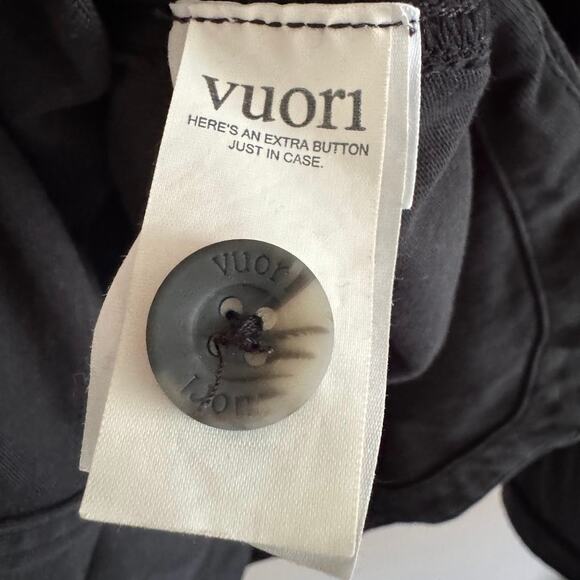 vuori
HERE'S AN EXTRA BUTTON
JUST IN CASE.
vuori
vuori